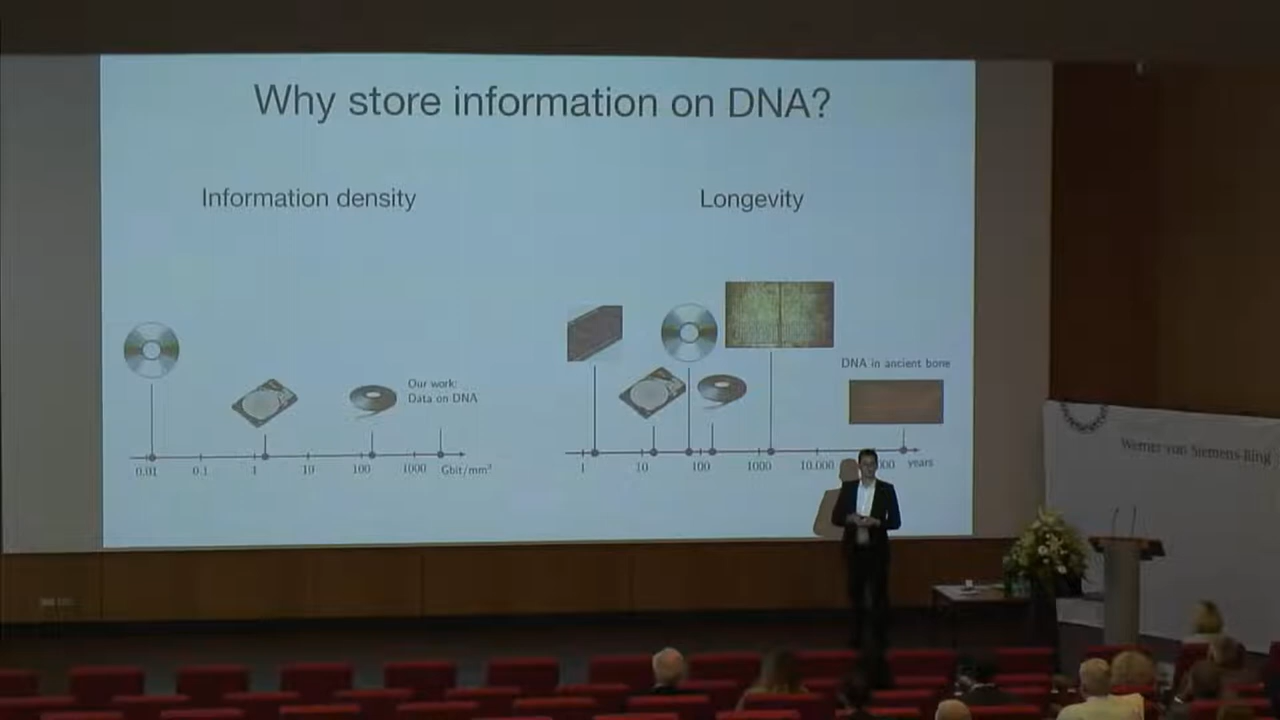 Why store information on DNA?
Information density
Longevity
Our work:
Data on DNA
0.01 0.1 1 10 100 1000 Gbit/mm³
DNA in ancient bone
1 10 100 1000 10.000 000 years
Werner von Siemens-Ring